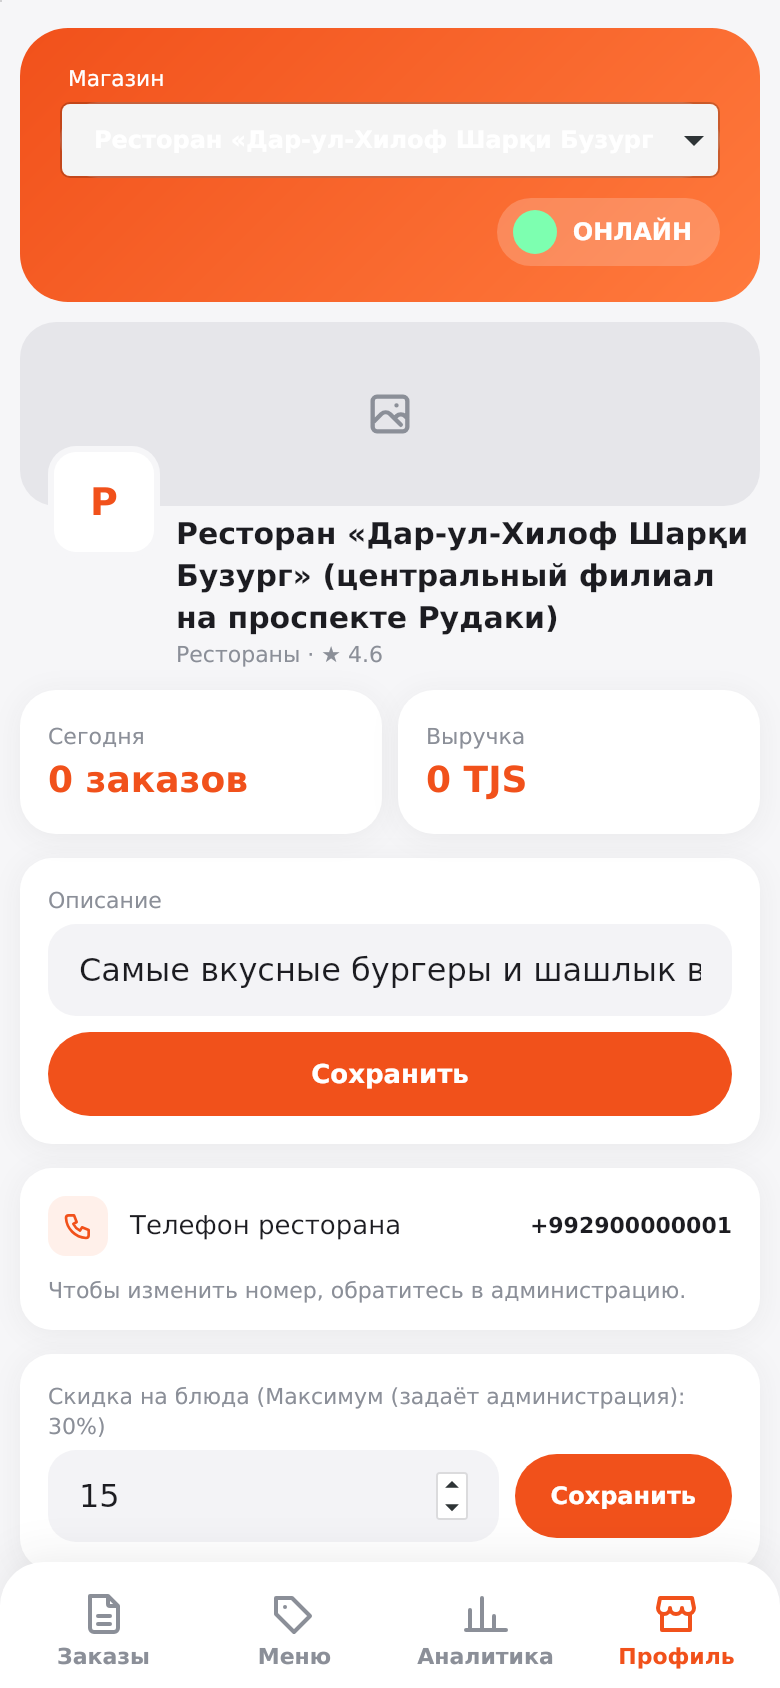 Магазин
Ресторан «Дар-ул-Хилоф Шарқи Бузург
ОНЛАЙН
Р
Ресторан «Дар-ул-Хилоф Шарқи
Бузург» (центральный филиал
на проспекте Рудаки)
Рестораны · ★ 4.6
Сегодня
0 заказов
Выручка
0 TJS
Описание
Самые вкусные бургеры и шашлык в
Сохранить
Телефон ресторана
+992900000001
Чтобы изменить номер, обратитесь в администрацию.
Скидка на блюда (Максимум (задаёт администрация):
30%)
15
Сохранить
Заказы
Меню
Аналитика
Профиль